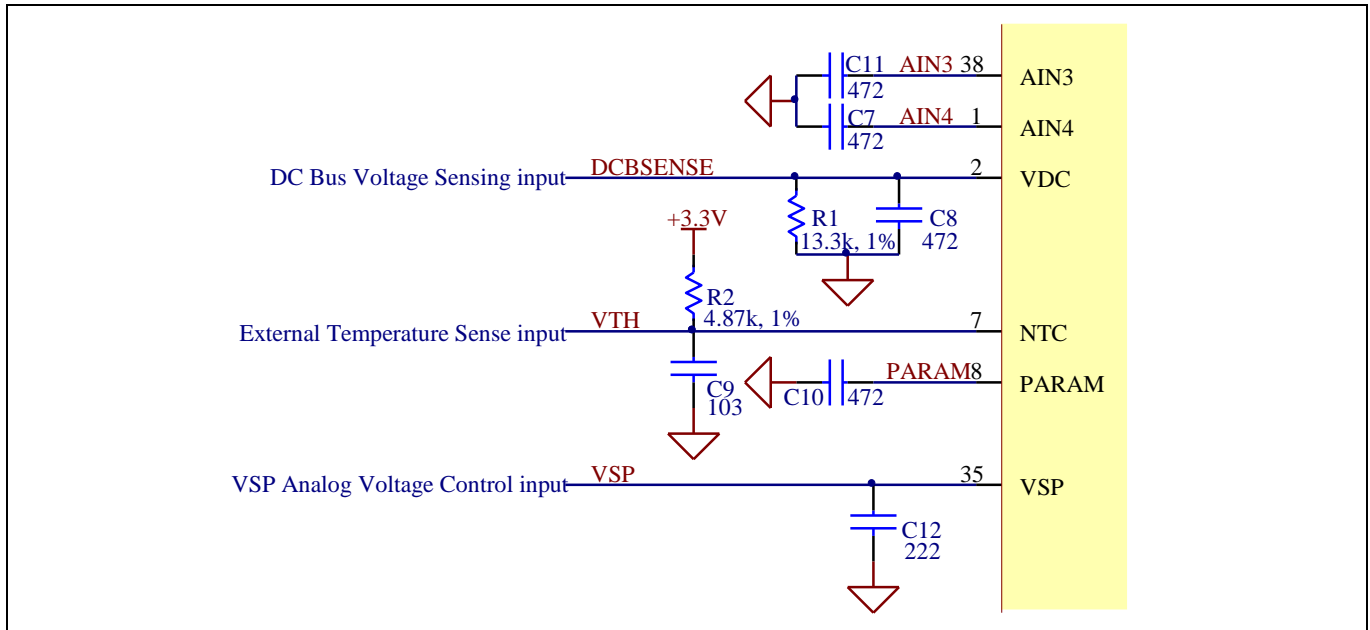 C11 AIN3 38 AIN3
472
C7 AIN4 1 AIN4
472
DC Bus Voltage Sensing input DCBSENSE 2 VDC
+3.3V R1 C8
13.3k, 1% 472
R2
4.87k, 1%
External Temperature Sense input VTH 7 NTC
PARAM 8 PARAM
C9 C10 472
103
VSP Analog Voltage Control input VSP 35 VSP
C12
222